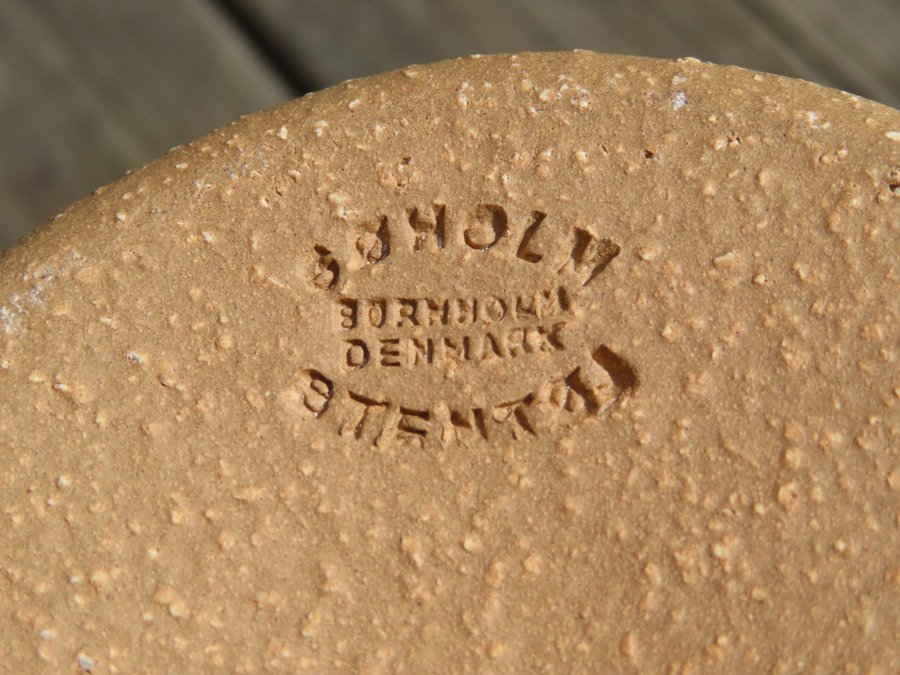 SØHOLM
BORNHOLM
DENMARK
STENTØJ